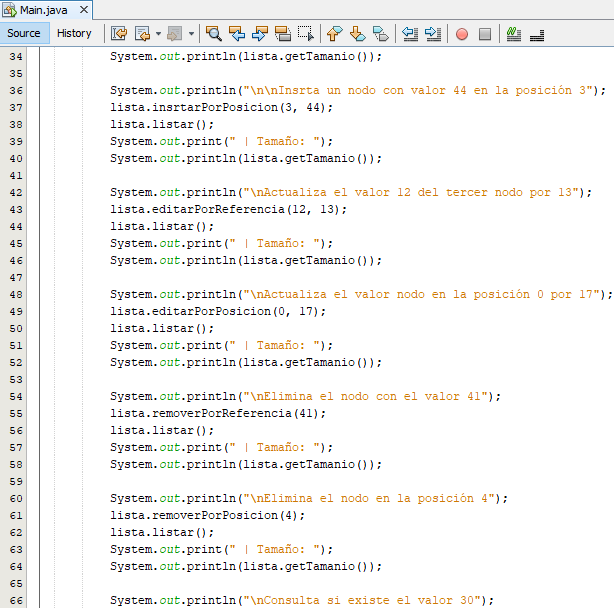 Main.java
Source History
34 System.out.println(lista.getTamanio());
35
36 System.out.println("\n\nInsrta un nodo con valor 44 en la posición 3");
37 lista.insrtarPorPosicion(3, 44);
38 lista.listar();
39 System.out.print(" | Tamaño: ");
40 System.out.println(lista.getTamanio());
41
42 System.out.println("\nActualiza el valor 12 del tercer nodo por 13");
43 lista.editarPorReferencia(12, 13);
44 lista.listar();
45 System.out.print(" | Tamaño: ");
46 System.out.println(lista.getTamanio());
47
48 System.out.println("\nActualiza el valor nodo en la posición 0 por 17");
49 lista.editarPorPosicion(0, 17);
50 lista.listar();
51 System.out.print(" | Tamaño: ");
52 System.out.println(lista.getTamanio());
53
54 System.out.println("\nElimina el nodo con el valor 41");
55 lista.removerPorReferencia(41);
56 lista.listar();
57 System.out.print(" | Tamaño: ");
58 System.out.println(lista.getTamanio());
59
60 System.out.println("\nElimina el nodo en la posición 4");
61 lista.removerPorPosicion(4);
62 lista.listar();
63 System.out.print(" | Tamaño: ");
64 System.out.println(lista.getTamanio());
65
66 System.out.println("\nConsulta si existe el valor 30");